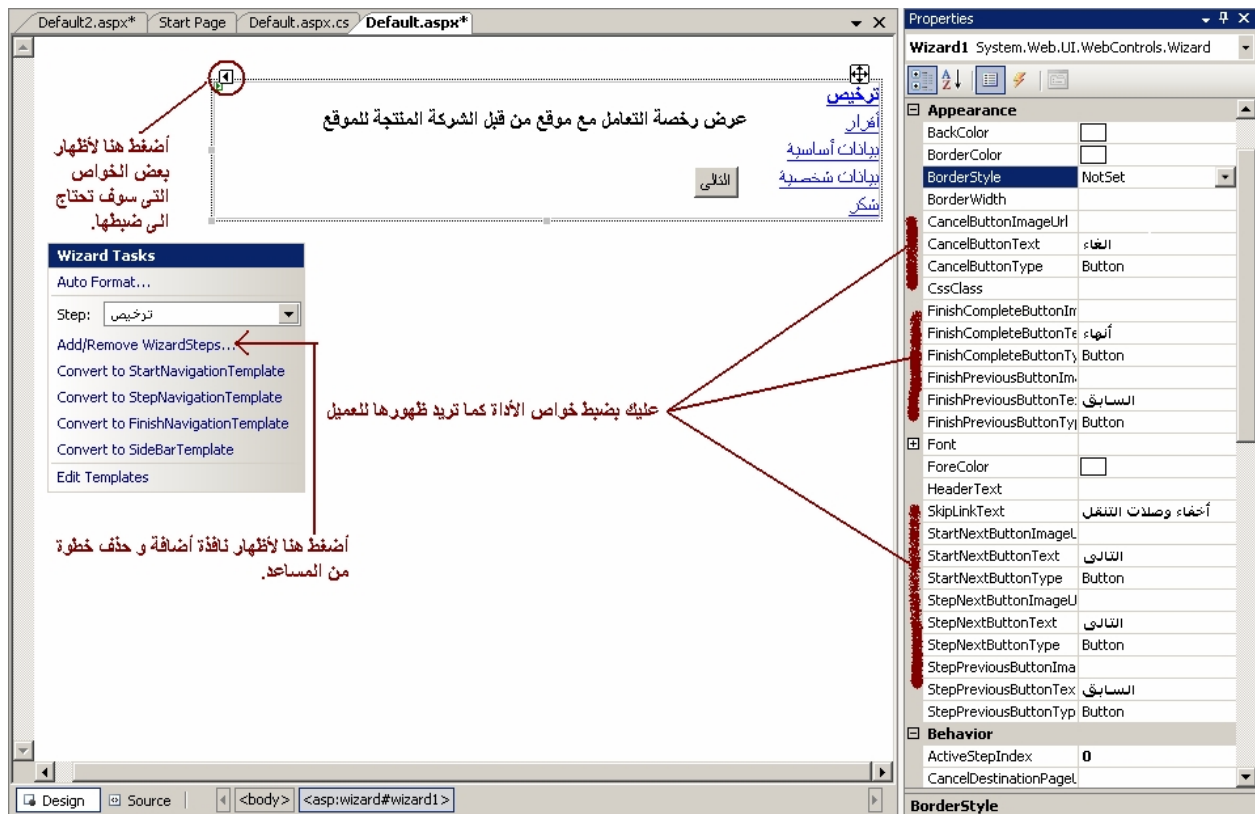 Default2.aspx* Start Page Default.aspx.cs Default.aspx*
ترخيص
أقرار
بيانات أساسية
بيانات شخصية
شكر
عرض رخصة التعامل مع موقع من قبل الشركة المنتجة للموقع
التالى
أضغط هنا لأظهار
بعض الخواص
التى سوف تحتاج
الى ضبطها.
Wizard Tasks
Auto Format...
Step: ترخيص
Add/Remove WizardSteps...
Convert to StartNavigationTemplate
Convert to StepNavigationTemplate
Convert to FinishNavigationTemplate
Convert to SideBarTemplate
Edit Templates
عليك بضبط خواص الأداة كما تريد ظهورها للعميل
أضغط هنا لأظهار نافذة أضافة و حذف خطوة
من المساعد.
Design Source <body> <asp:wizard#wizard1>
Properties
Wizard1 System.Web.UI.WebControls.Wizard
Appearance
BackColor
BorderColor
BorderStyle NotSet
BorderWidth
CancelButtonImageUrl
CancelButtonText الغاء
CancelButtonType Button
CssClass
FinishCompleteButtonIm
FinishCompleteButtonTe أنهاء
FinishCompleteButtonTy Button
FinishPreviousButtonIm
FinishPreviousButtonTe السابق
FinishPreviousButtonTy Button
Font
ForeColor
HeaderText
SkipLinkText أخفاء وصلات التنقل
StartNextButtonImageU
StartNextButtonText التالى
StartNextButtonType Button
StepNextButtonImageU
StepNextButtonText التالى
StepNextButtonType Button
StepPreviousButtonIma
StepPreviousButtonTex السابق
StepPreviousButtonTyp Button
Behavior
ActiveStepIndex 0
CancelDestinationPageU
BorderStyle